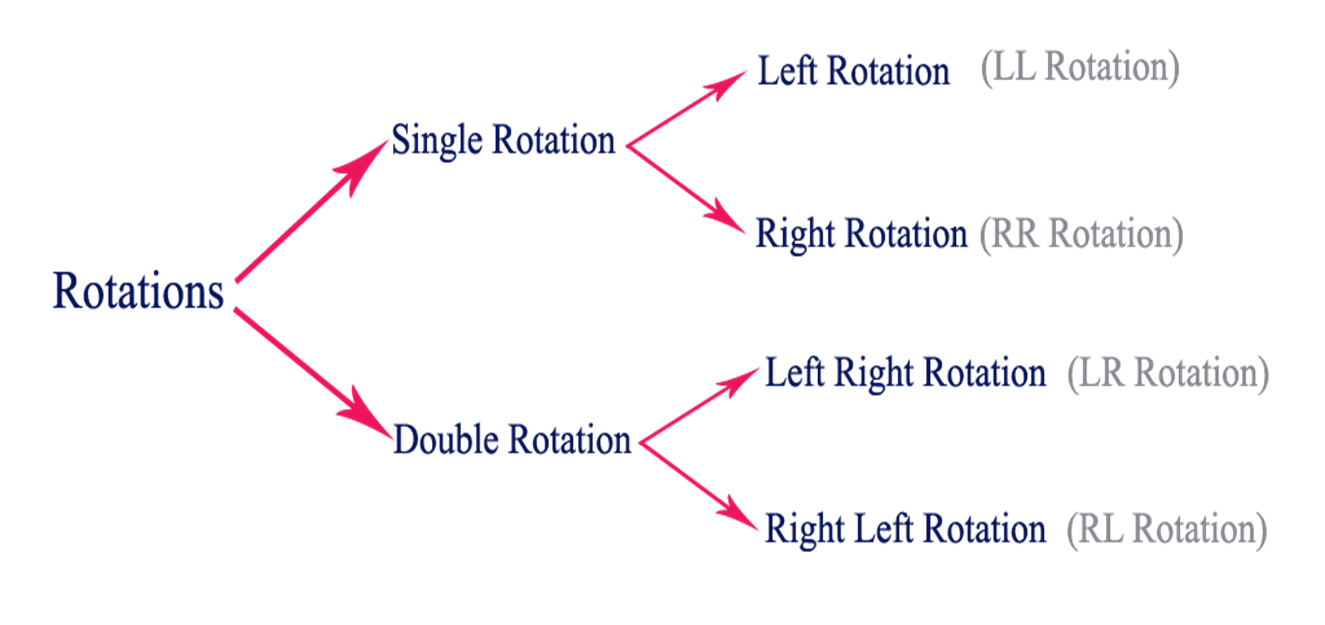 Left Rotation (LL Rotation)
Single Rotation
Right Rotation (RR Rotation)
Rotations
Left Right Rotation (LR Rotation)
Double Rotation
Right Left Rotation (RL Rotation)